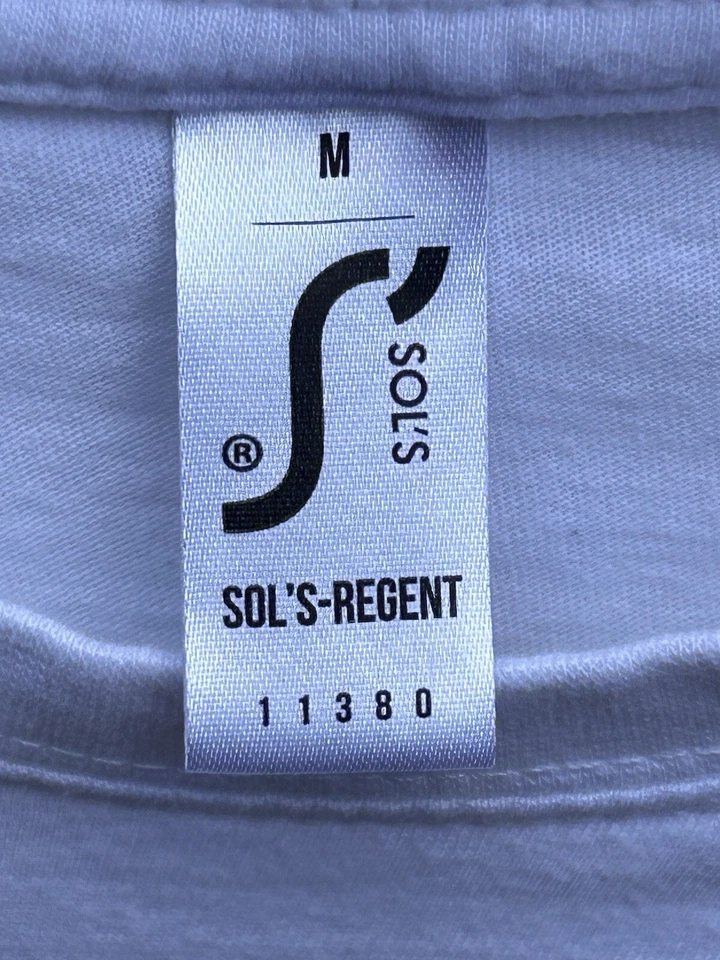 M
SOL'S
®
SOL'S-REGENT
11380